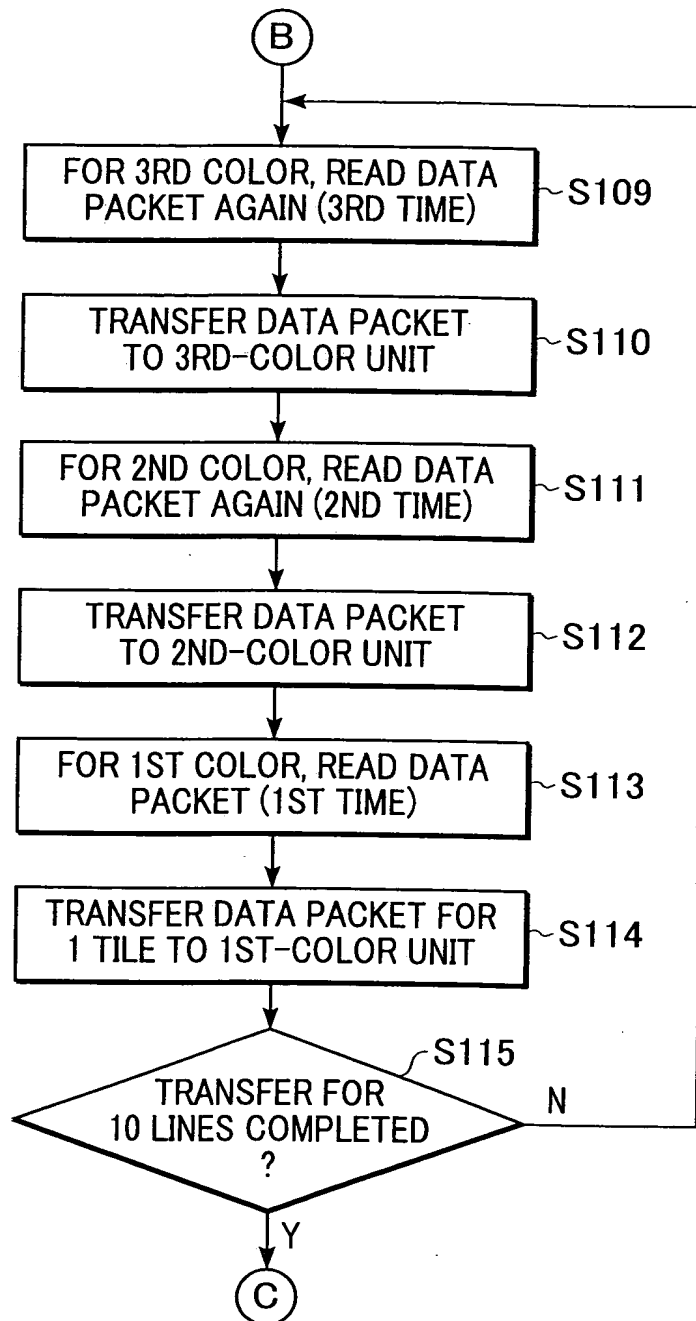 B
FOR 3RD COLOR, READ DATA
PACKET AGAIN (3RD TIME)
S109
TRANSFER DATA PACKET
TO 3RD-COLOR UNIT
S110
FOR 2ND COLOR, READ DATA
PACKET AGAIN (2ND TIME)
S111
TRANSFER DATA PACKET
TO 2ND-COLOR UNIT
S112
FOR 1ST COLOR, READ DATA
PACKET (1ST TIME)
S113
TRANSFER DATA PACKET FOR
1 TILE TO 1ST-COLOR UNIT
S114
S115
TRANSFER FOR
10 LINES COMPLETED
?
N
Y
C